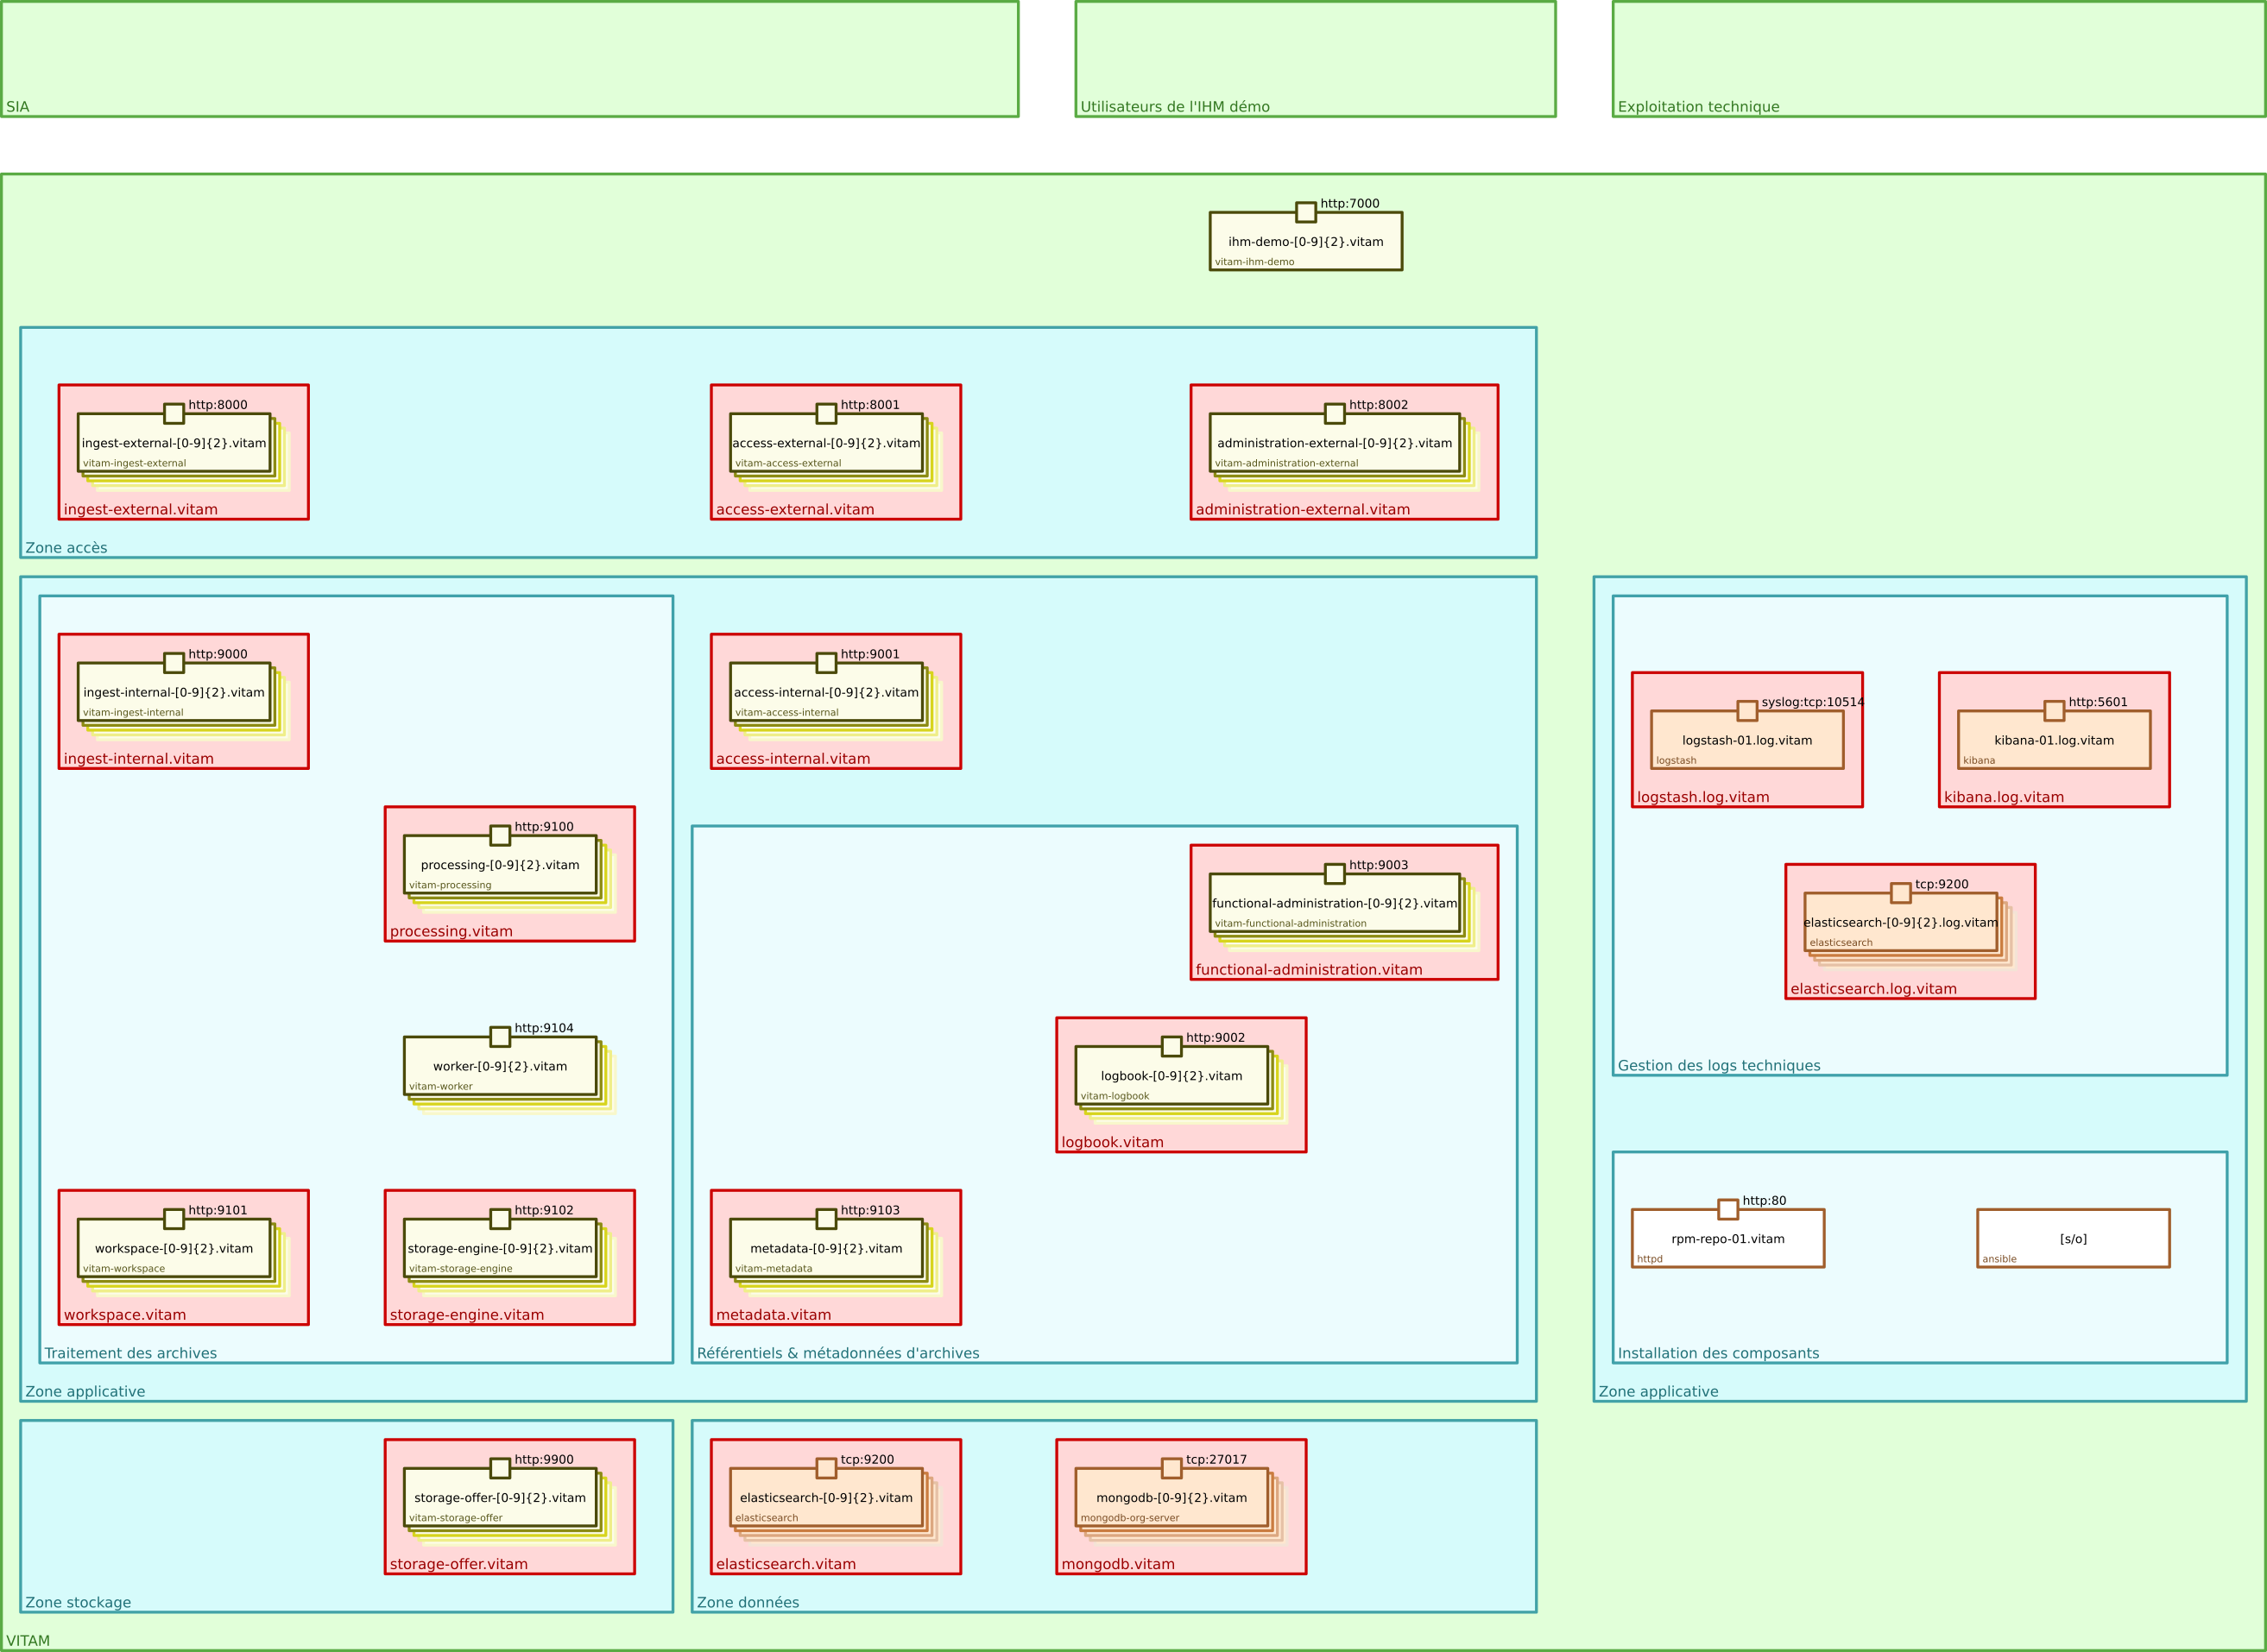 SIA
Utilisateurs de l'IHM démo
Exploitation technique
http:7000
ihm-demo-[0-9]{2}.vitam
vitam-ihm-demo
http:8000
ingest-external-[0-9]{2}.vitam
vitam-ingest-external
ingest-external.vitam
http:8001
access-external-[0-9]{2}.vitam
vitam-access-external
access-external.vitam
http:8002
administration-external-[0-9]{2}.vitam
vitam-administration-external
administration-external.vitam
Zone accès
http:9000
ingest-internal-[0-9]{2}.vitam
vitam-ingest-internal
ingest-internal.vitam
http:9100
processing-[0-9]{2}.vitam
vitam-processing
processing.vitam
http:9104
worker-[0-9]{2}.vitam
vitam-worker
http:9101
workspace-[0-9]{2}.vitam
vitam-workspace
workspace.vitam
http:9102
storage-engine-[0-9]{2}.vitam
vitam-storage-engine
storage-engine.vitam
Traitement des archives
http:9001
access-internal-[0-9]{2}.vitam
vitam-access-internal
access-internal.vitam
http:9003
functional-administration-[0-9]{2}.vitam
vitam-functional-administration
functional-administration.vitam
http:9002
logbook-[0-9]{2}.vitam
vitam-logbook
logbook.vitam
http:9103
metadata-[0-9]{2}.vitam
vitam-metadata
metadata.vitam
Référentiels & métadonnées d'archives
Zone applicative
syslog:tcp:10514
logstash-01.log.vitam
logstash
logstash.log.vitam
http:5601
kibana-01.log.vitam
kibana
kibana.log.vitam
tcp:9200
elasticsearch-[0-9]{2}.log.vitam
elasticsearch
elasticsearch.log.vitam
Gestion des logs techniques
http:80
rpm-repo-01.vitam
httpd
[s/o]
ansible
Installation des composants
Zone applicative
http:9900
storage-offer-[0-9]{2}.vitam
vitam-storage-offer
storage-offer.vitam
Zone stockage
tcp:9200
elasticsearch-[0-9]{2}.vitam
elasticsearch
elasticsearch.vitam
tcp:27017
mongodb-[0-9]{2}.vitam
mongodb-org-server
mongodb.vitam
Zone données
VITAM